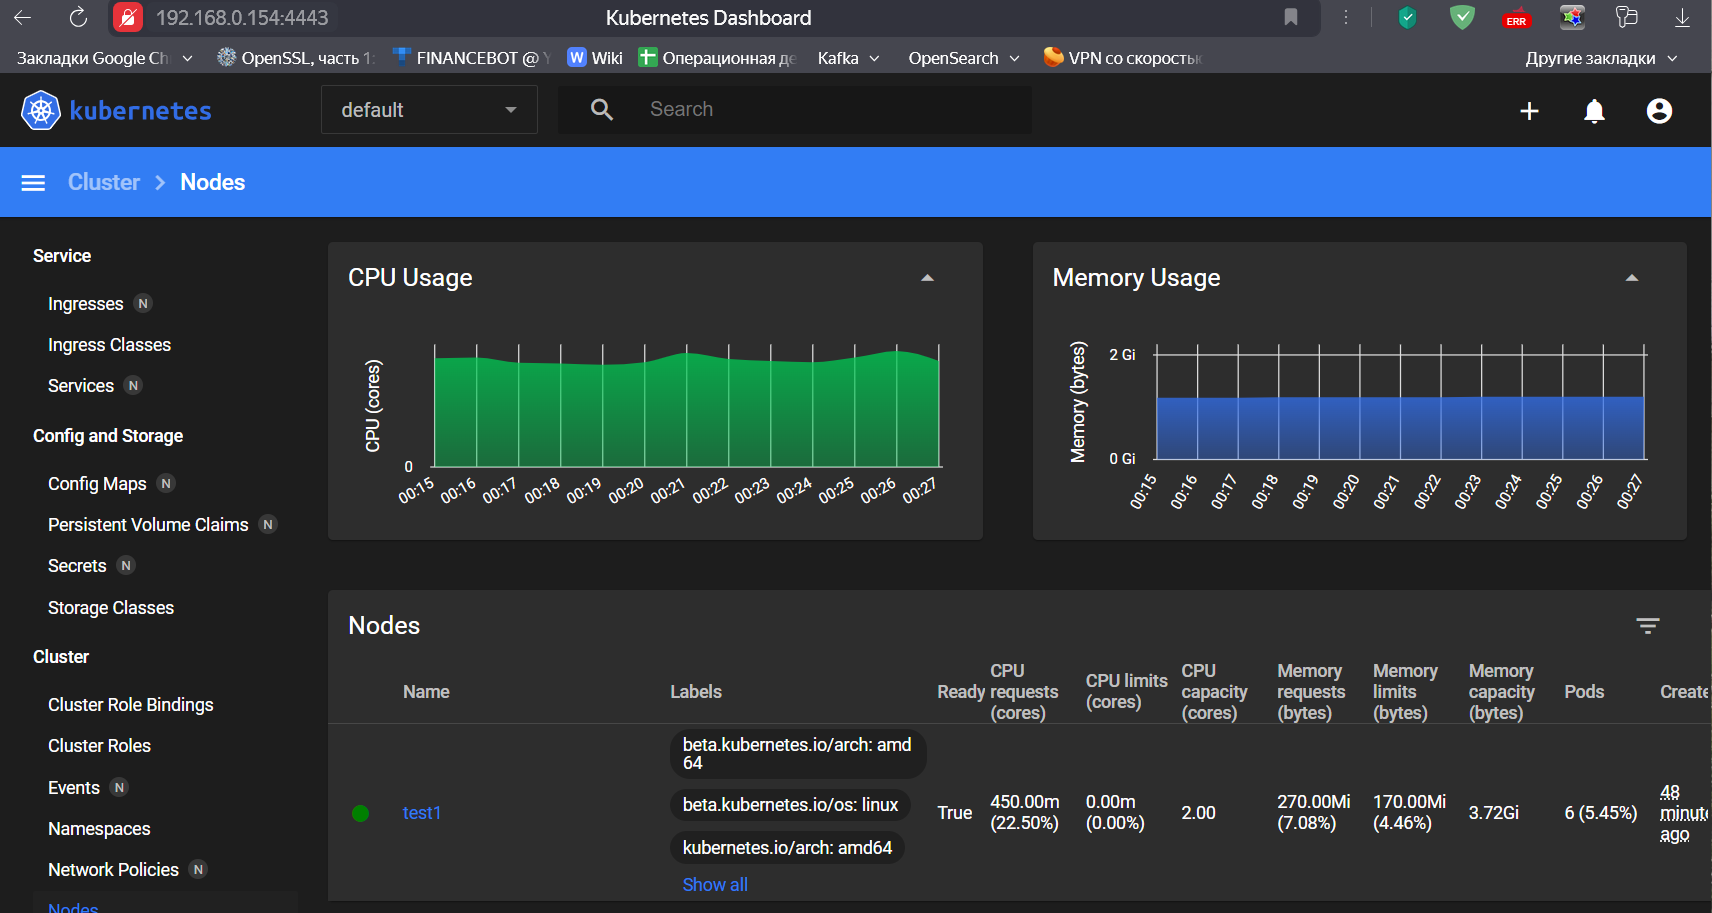 192.168.0.154:4443
Kubernetes Dashboard
ERR
Закладки Google Ch
OpenSSL, часть 1:
FINANCEBOT @ Y
W Wiki
Операционная де
Kafka
OpenSearch
VPN со скоростью
Другие закладки
kubernetes
default
Search
Cluster
Nodes
Service
Ingresses N
Ingress Classes
Services N
Config and Storage
Config Maps N
Persistent Volume Claims N
Secrets N
Storage Classes
Cluster
Cluster Role Bindings
Cluster Roles
Events N
Namespaces
Network Policies N
Nodes
CPU Usage
CPU (cores)
0
00:15 00:16 00:17 00:18 00:19 00:20 00:21 00:22 00:23 00:24 00:25 00:26 00:27
Memory Usage
Memory (bytes)
2 Gi
0 Gi
00:15 00:16 00:17 00:18 00:19 00:20 00:21 00:22 00:23 00:24 00:25 00:26 00:27
Nodes
Name
Labels
Ready
CPU
requests
(cores)
CPU limits
(cores)
CPU
capacity
(cores)
Memory
requests
(bytes)
Memory
limits
(bytes)
Memory
capacity
(bytes)
Pods
Create
test1
beta.kubernetes.io/arch: amd
64
beta.kubernetes.io/os: linux
kubernetes.io/arch: amd64
Show all
True
450.00m
(22.50%)
0.00m
(0.00%)
2.00
270.00Mi
(7.08%)
170.00Mi
(4.46%)
3.72Gi
6 (5.45%)
48
minut
ago